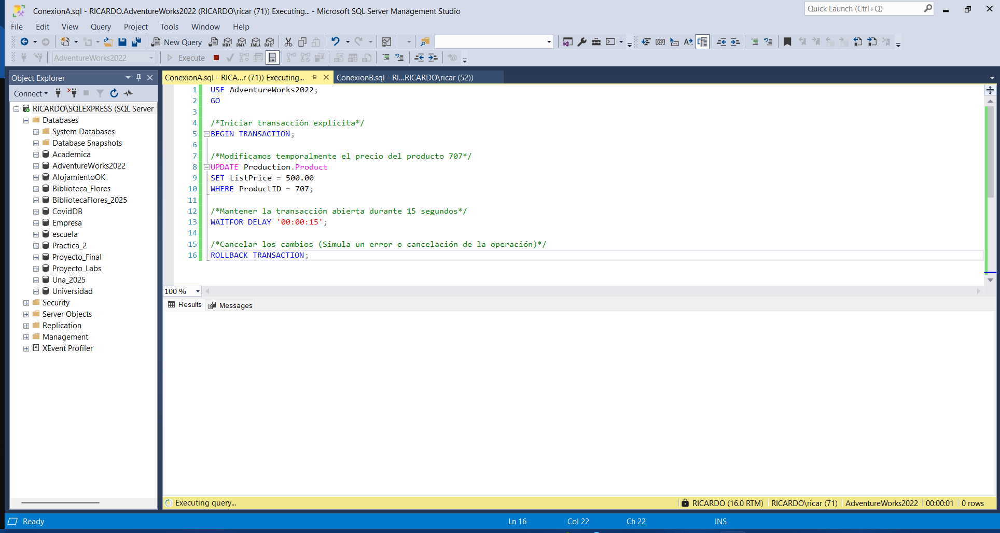 ConexionA.sql - RICARDO.AdventureWorks2022 (RICARDO\ricar (71)) Executing... - Microsoft SQL Server Management Studio
Quick Launch (Ctrl+Q)
File Edit View Query Project Tools Window Help
New Query
MDX DMX XMLA DAX
AdventureWorks2022
Execute
Object Explorer
ConexionA.sql - RICA...r (71)) Executing...
ConexionB.sql - RI...RICARDO\ricar (52))
Connect
RICARDO\SQLEXPRESS (SQL Server
Databases
System Databases
Database Snapshots
Academica
AdventureWorks2022
AlojamientoOK
Biblioteca_Flores
BibliotecaFlores_2025
CovidDB
Empresa
escuela
Practica_2
Proyecto_Final
Proyecto_Labs
Una_2025
Universidad
Security
Server Objects
Replication
Management
XEvent Profiler
1 USE AdventureWorks2022;
2 GO
3
4 /*Iniciar transacción explícita*/
5 BEGIN TRANSACTION;
6
7 /*Modificamos temporalmente el precio del producto 707*/
8 UPDATE Production.Product
9 SET ListPrice = 500.00
10 WHERE ProductID = 707;
11
12 /*Mantener la transacción abierta durante 15 segundos*/
13 WAITFOR DELAY '00:00:15';
14
15 /*Cancelar los cambios (Simula un error o cancelación de la operación)*/
16 ROLLBACK TRANSACTION;
100 %
Results Messages
Executing query...
RICARDO (16.0 RTM) RICARDO\ricar (71) AdventureWorks2022 00:00:01 0 rows
Ready
Ln 16 Col 22 Ch 22 INS